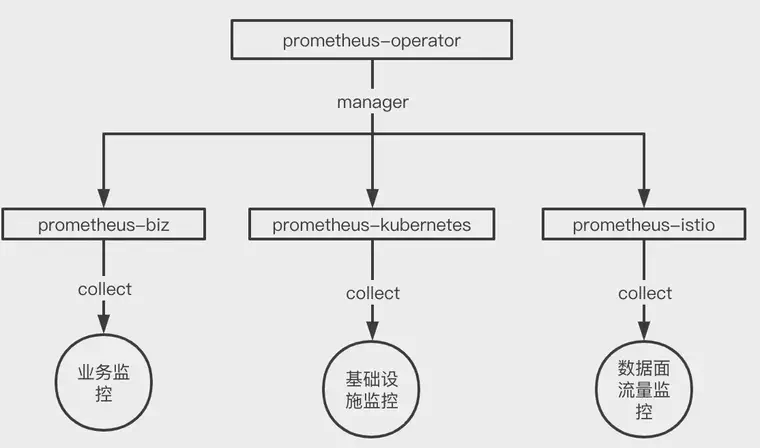 prometheus-operator
manager
prometheus-biz
prometheus-kubernetes
prometheus-istio
collect
collect
collect
业务监
控
基础设
施监控
数据面
流量监
控